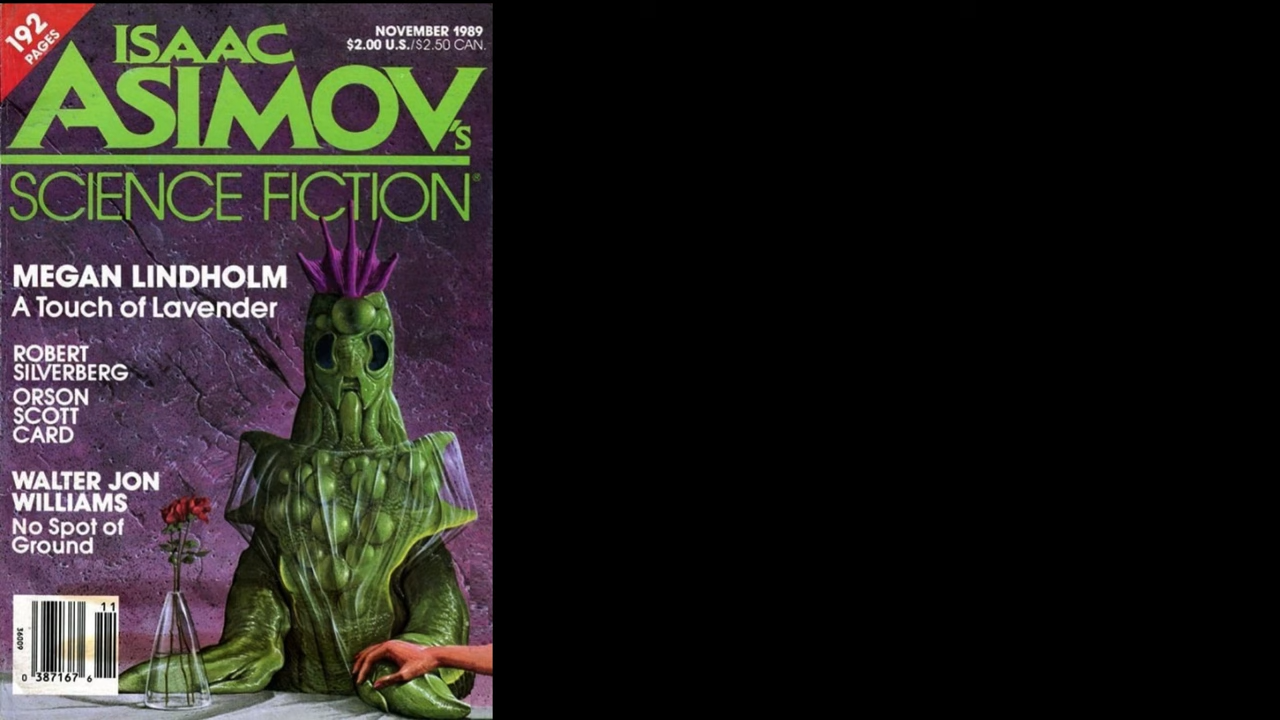 192
PAGES
NOVEMBER 1989
$2.00 U.S./$2.50 CAN.
ISAAC
ASIMOV's
SCIENCE FICTION®
MEGAN LINDHOLM
A Touch of Lavender
ROBERT
SILVERBERG
ORSON
SCOTT
CARD
WALTER JON
WILLIAMS
No Spot of
Ground
11
36009
0 387167 6